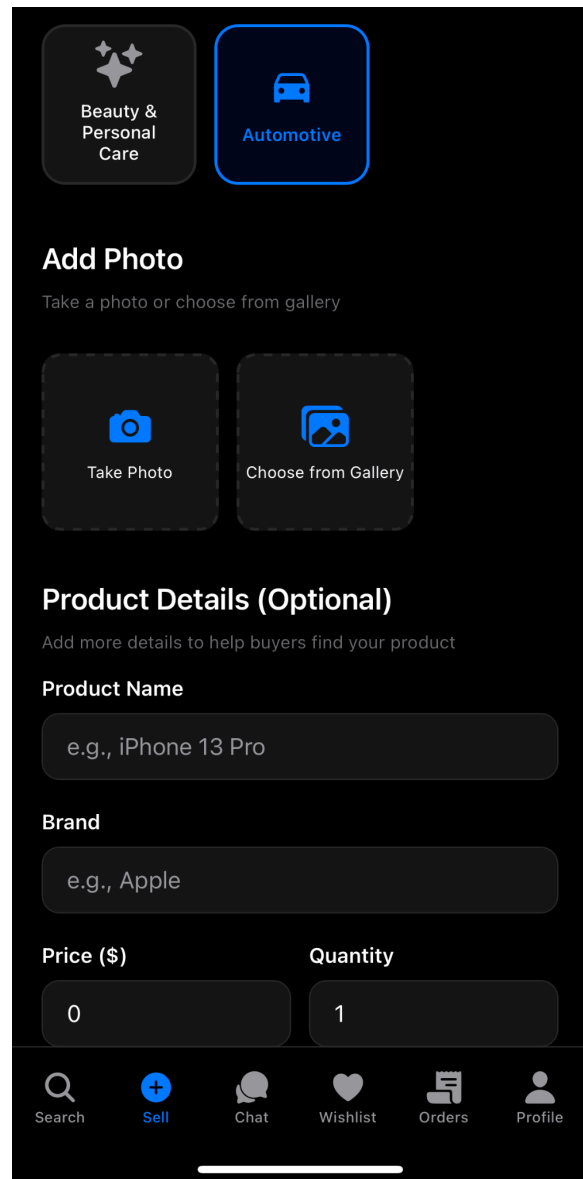 Beauty &
Personal
Care
Automotive
Add Photo
Take a photo or choose from gallery
Take Photo
Choose from Gallery
Product Details (Optional)
Add more details to help buyers find your product
Product Name
e.g., iPhone 13 Pro
Brand
e.g., Apple
Price ($)
Quantity
0
1
Search
Sell
Chat
Wishlist
Orders
Profile